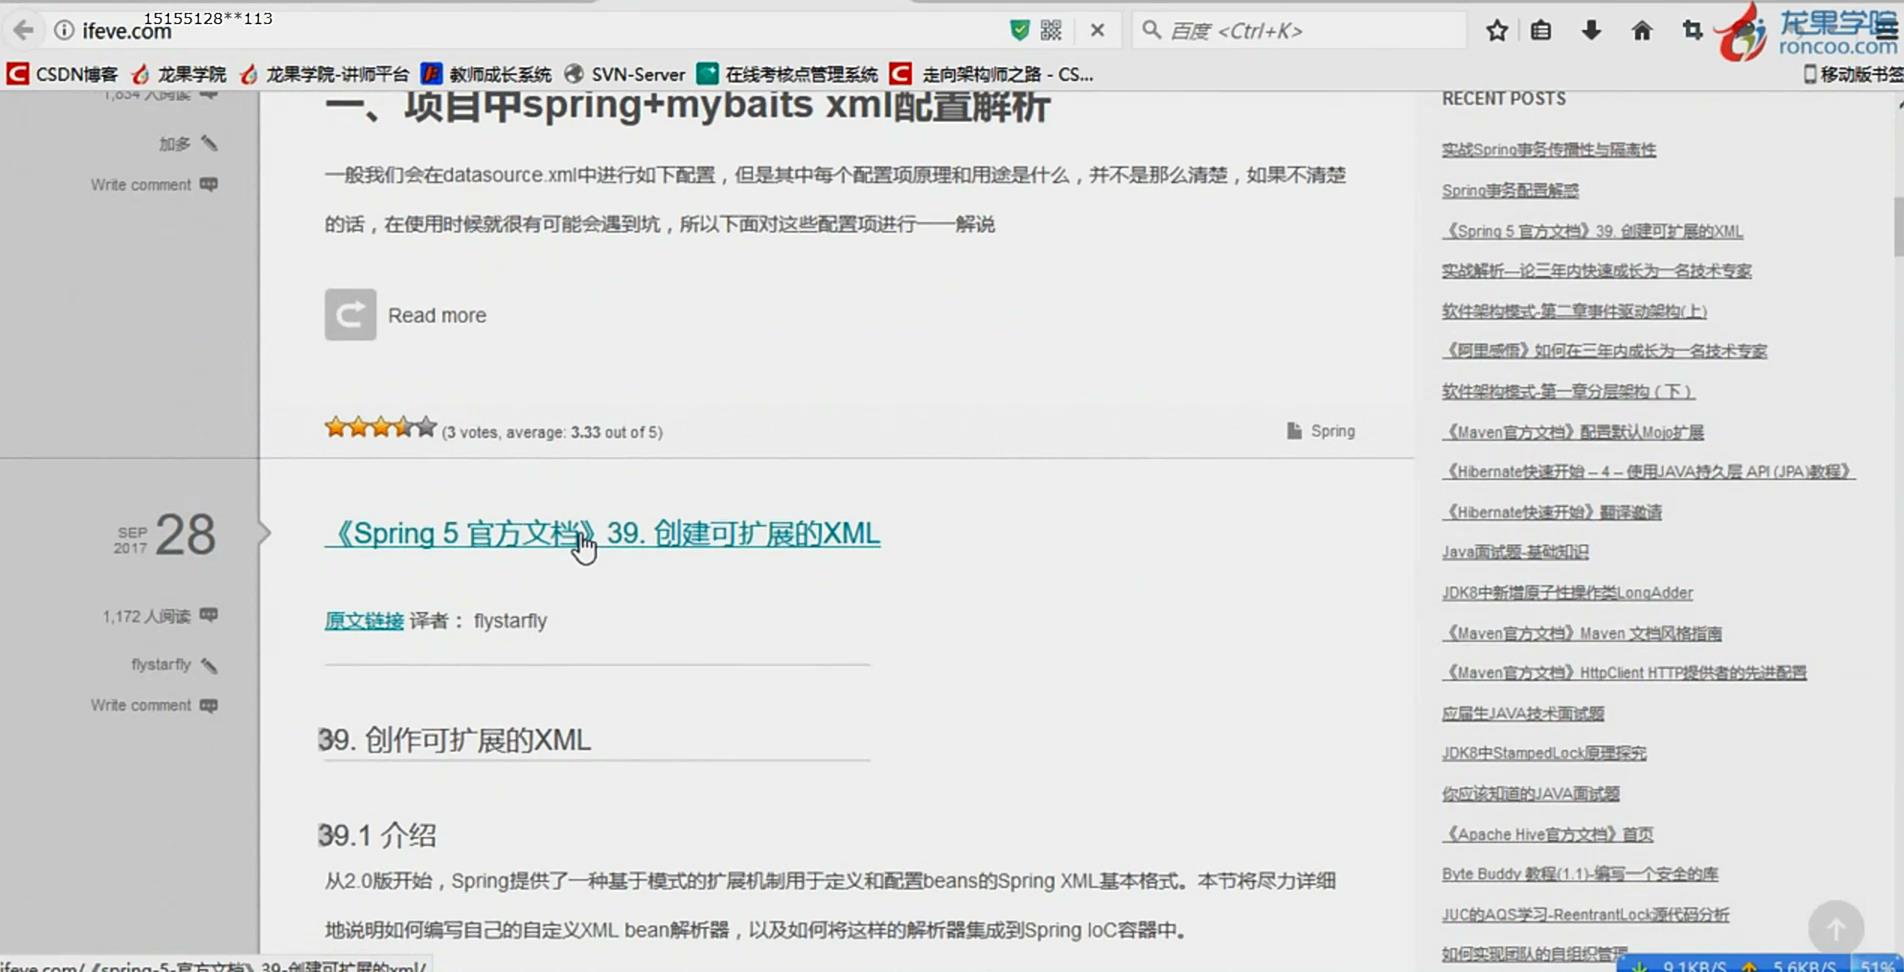 15155128**113
ifeve.com
百度 <Ctrl+K>
龙果学院
roncoo.com
CSDN博客
龙果学院
龙果学院-讲师平台
教师成长系统
SVN-Server
在线考核点管理系统
走向架构师之路 - CS...
移动版书签
1,834 人阅读
加多
Write comment
一、项目中spring+mybaits xml配置解析
一般我们会在datasource.xml中进行如下配置，但是其中每个配置项原理和用途是什么，并不是那么清楚，如果不清楚
的话，在使用时候就很有可能会遇到坑，所以下面对这些配置项进行一一解说
Read more
(3 votes, average: 3.33 out of 5)
Spring
SEP
2017
28
1,172 人阅读
flystarfly
Write comment
《Spring 5 官方文档》39. 创建可扩展的XML
原文链接 译者： flystarfly
39. 创作可扩展的XML
39.1 介绍
从2.0版开始，Spring提供了一种基于模式的扩展机制用于定义和配置beans的Spring XML基本格式。本节将尽力详细
地说明如何编写自己的自定义XML bean解析器，以及如何将这样的解析器集成到Spring IoC容器中。
RECENT POSTS
实战Spring事务传播性与隔离性
Spring事务配置解惑
《Spring 5 官方文档》39. 创建可扩展的XML
实战解析—论三年内快速成长为一名技术专家
软件架构模式-第二章事件驱动架构(上)
《阿里感悟》如何在三年内成长为一名技术专家
软件架构模式-第一章分层架构（下）
《Maven官方文档》配置默认Mojo扩展
《Hibernate快速开始 – 4 – 使用JAVA持久层 API (JPA)教程》
《Hibernate快速开始》翻译邀请
Java面试题-基础知识
JDK8中新增原子性操作类LongAdder
《Maven官方文档》Maven 文档风格指南
《Maven官方文档》HttpClient HTTP提供者的先进配置
应届生JAVA技术面试题
JDK8中StampedLock原理探究
你应该知道的JAVA面试题
《Apache Hive官方文档》首页
Byte Buddy 教程(1.1)-编写一个安全的库
JUC的AQS学习-ReentrantLock源代码分析
如何实现团队的自组织管理
ifeve.com/《spring-5-官方文档》39-创建可扩展的xml/
9.1KB/S
5.6KB/S
51%